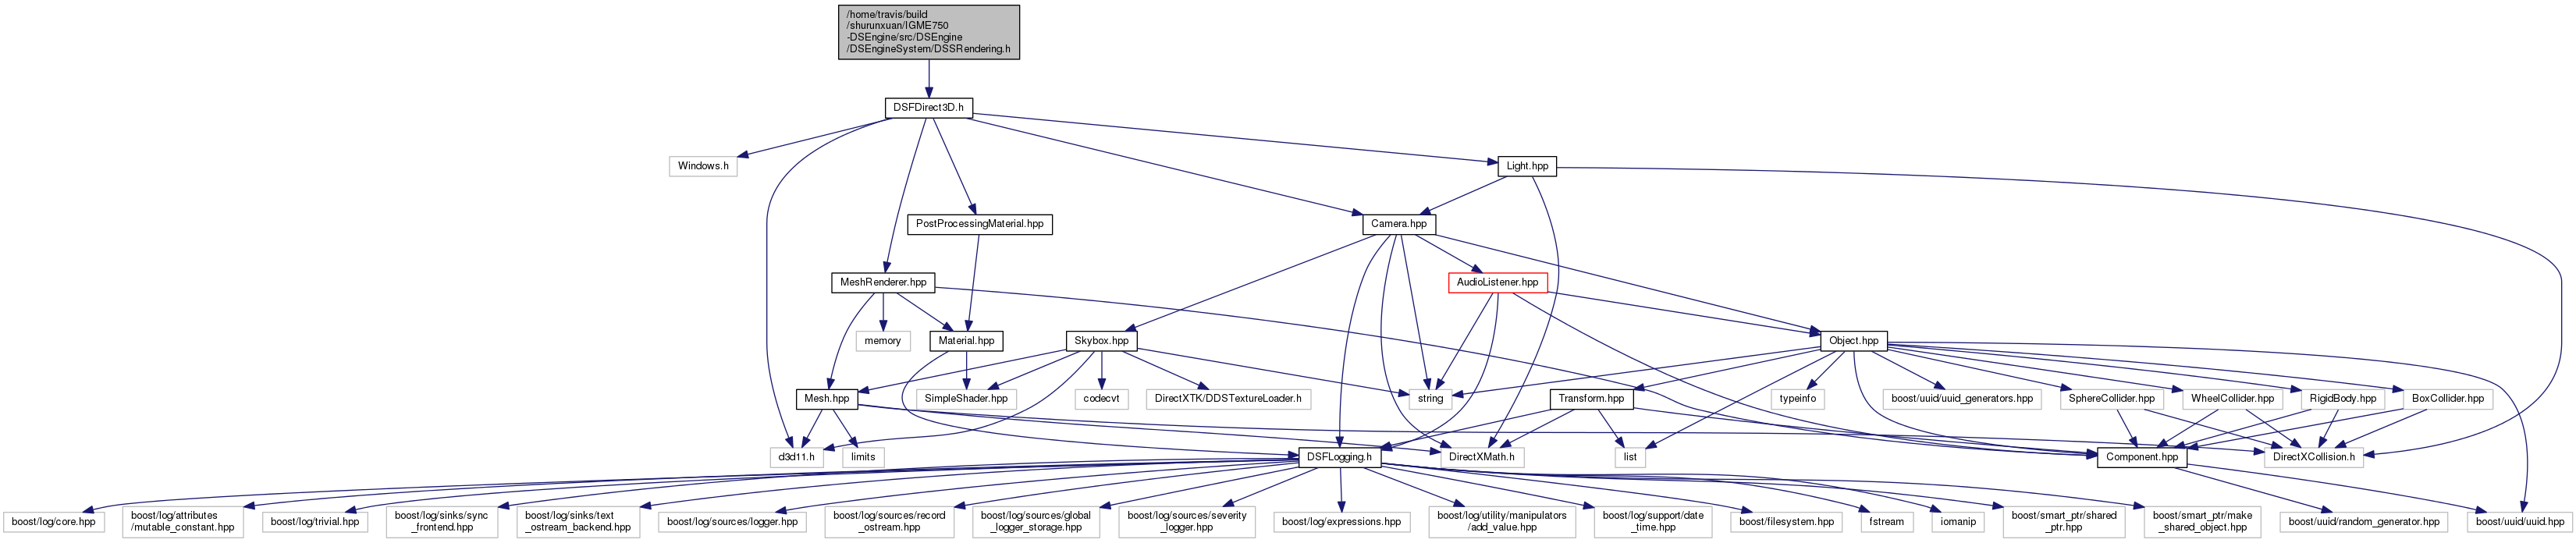 /home/travis/build
/shurunxuan/IGME750
-DSEngine/src/DSEngine
/DSEngineSystem/DSSRendering.h
DSFDirect3D.h
Windows.h
Light.hpp
PostProcessingMaterial.hpp
Camera.hpp
MeshRenderer.hpp
AudioListener.hpp
memory
Material.hpp
Skybox.hpp
Object.hpp
Mesh.hpp
SimpleShader.hpp
codecvt
DirectXTK/DDSTextureLoader.h
string
Transform.hpp
typeinfo
boost/uuid/uuid_generators.hpp
SphereCollider.hpp
WheelCollider.hpp
RigidBody.hpp
BoxCollider.hpp
d3d11.h
limits
DSFLogging.h
DirectXMath.h
list
Component.hpp
DirectXCollision.h
boost/log/core.hpp
boost/log/attributes
/mutable_constant.hpp
boost/log/trivial.hpp
boost/log/sinks/sync
_frontend.hpp
boost/log/sinks/text
_ostream_backend.hpp
boost/log/sources/logger.hpp
boost/log/sources/record
_ostream.hpp
boost/log/sources/global
_logger_storage.hpp
boost/log/sources/severity
_logger.hpp
boost/log/expressions.hpp
boost/log/utility/manipulators
/add_value.hpp
boost/log/support/date
_time.hpp
boost/filesystem.hpp
fstream
iomanip
boost/smart_ptr/shared
_ptr.hpp
boost/smart_ptr/make
_shared_object.hpp
boost/uuid/random_generator.hpp
boost/uuid/uuid.hpp